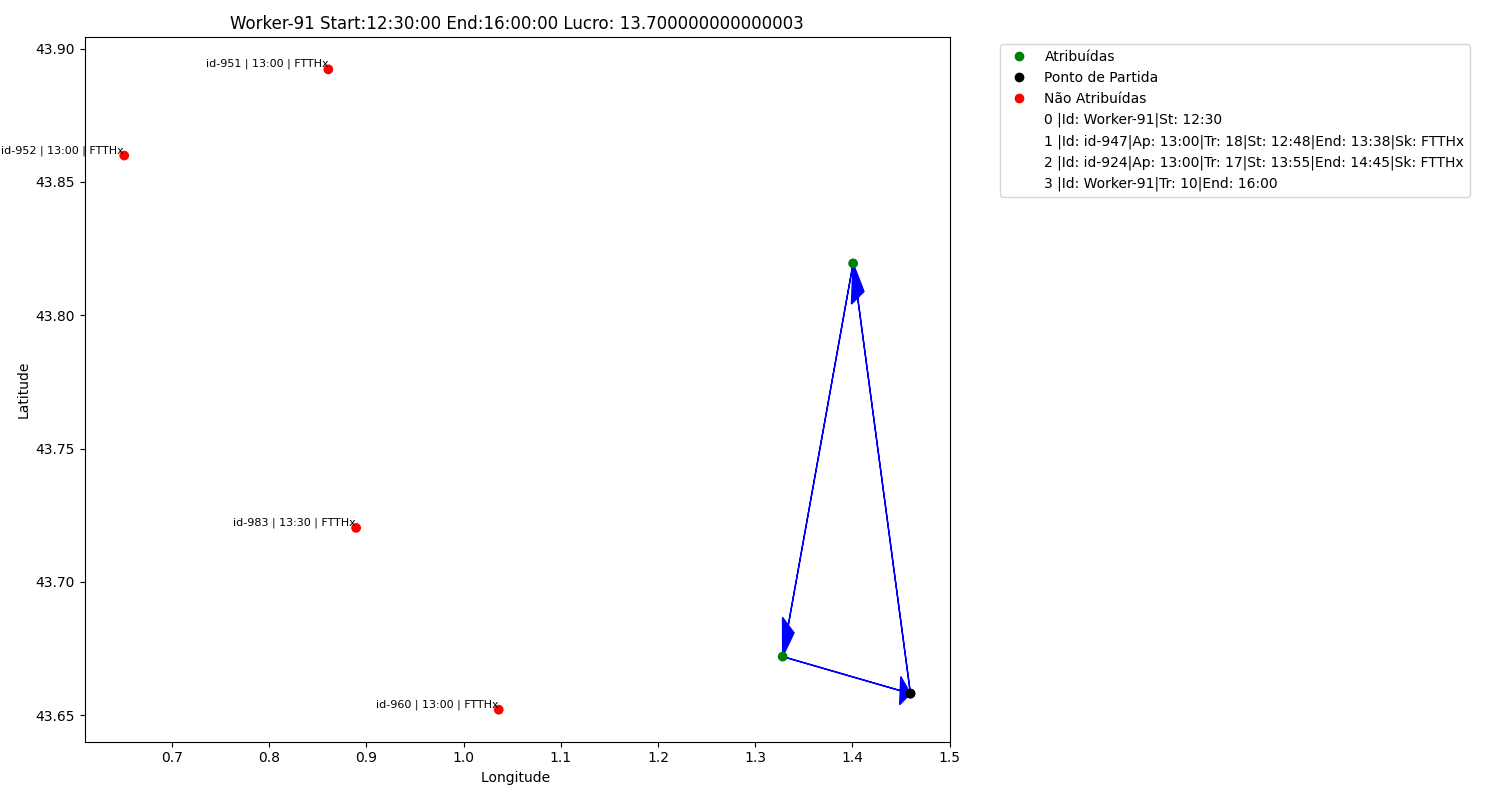 Worker-91 Start:12:30:00 End:16:00:00 Lucro: 13.700000000000003
Atribuídas
Ponto de Partida
Não Atribuídas
0 |Id: Worker-91|St: 12:30
1 |Id: id-947|Ap: 13:00|Tr: 18|St: 12:48|End: 13:38|Sk: FTTHx
2 |Id: id-924|Ap: 13:00|Tr: 17|St: 13:55|End: 14:45|Sk: FTTHx
3 |Id: Worker-91|Tr: 10|End: 16:00
id-951 | 13:00 | FTTHx
id-952 | 13:00 | FTTHx
id-983 | 13:30 | FTTHx
id-960 | 13:00 | FTTHx
Latitude
43.90
43.85
43.80
43.75
43.70
43.65
0.7 0.8 0.9 1.0 1.1 1.2 1.3 1.4 1.5
Longitude